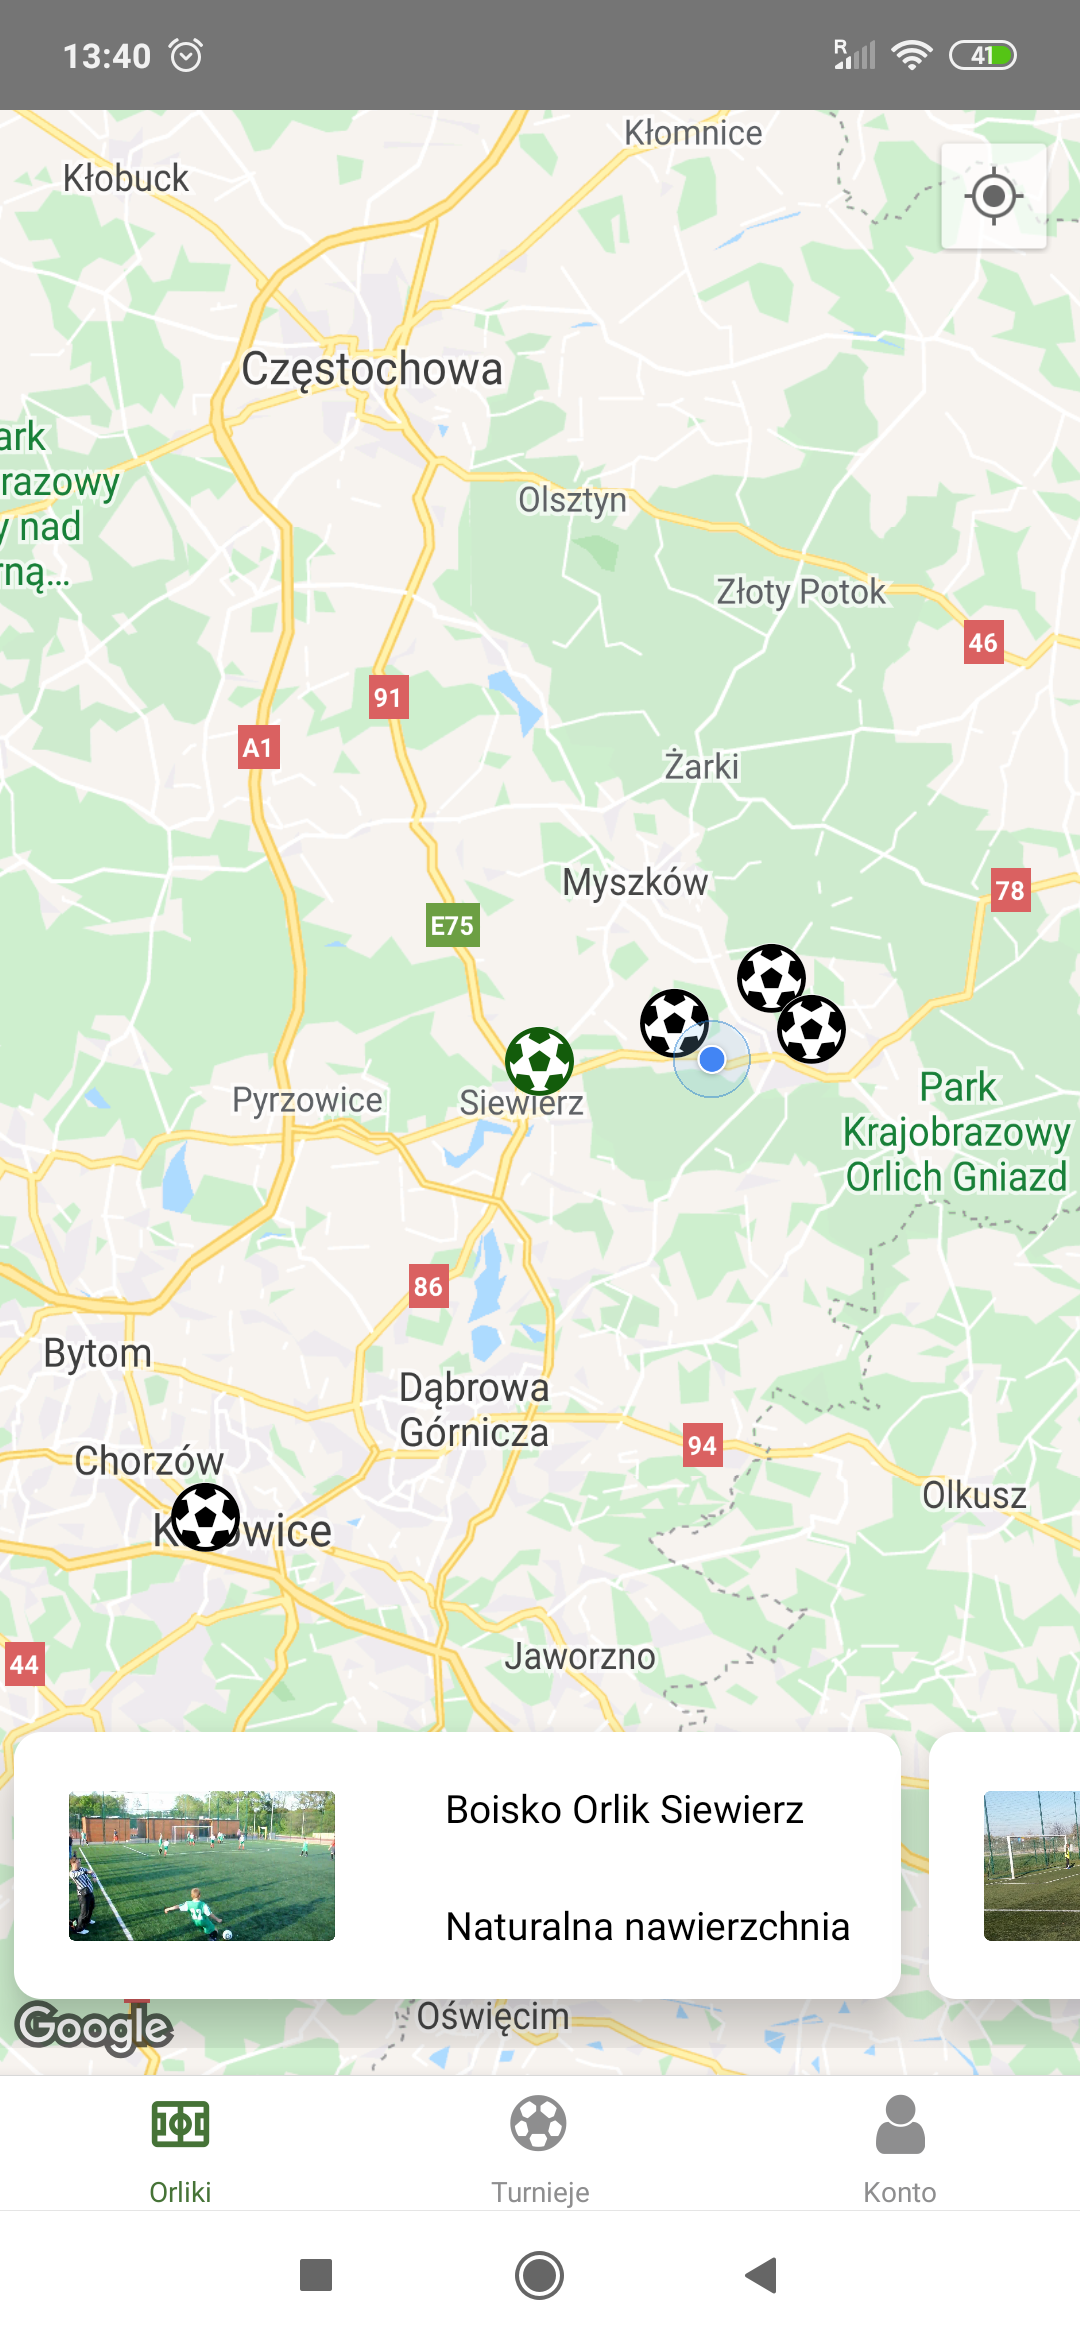 13:40
R
41
Kłomnice
Kłobuck
Częstochowa
ark
razowy
y nad
rną...
Olsztyn
Złoty Potok
46
91
A1
Żarki
Myszków
78
E75
Pyrzowice
Siewierz
Park
Krajobrazowy
Orlich Gniazd
86
Bytom
Dąbrowa
Górnicza
94
Chorzów
Olkusz
K owice
Jaworzno
44
Boisko Orlik Siewierz
Naturalna nawierzchnia
Google
Oświęcim
Orliki
Turnieje
Konto